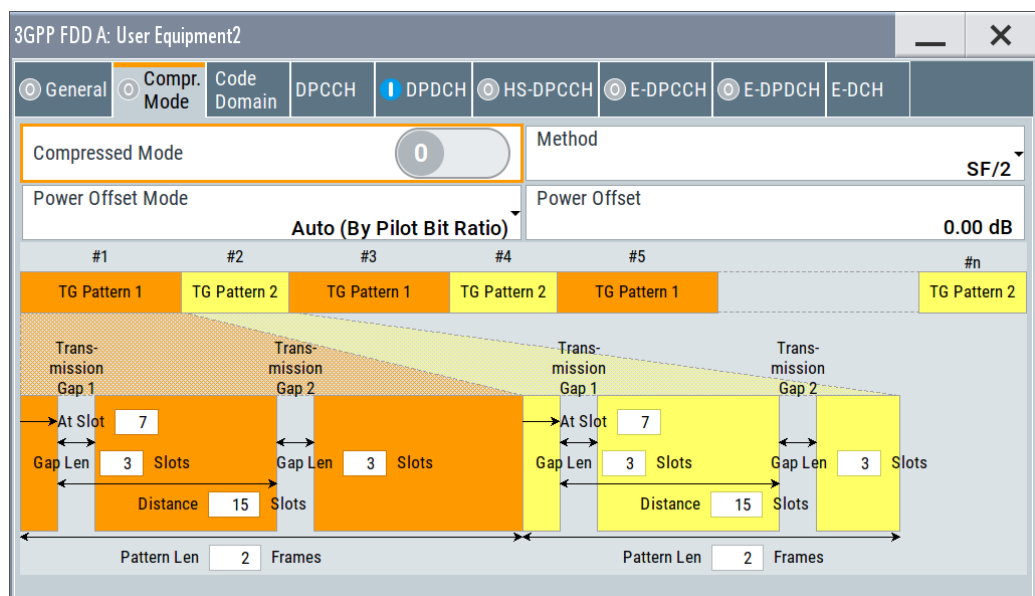 3GPP FDD A: User Equipment2
General
Compr. Mode
Code Domain
DPCCH
DPDCH
HS-DPCCH
E-DPCCH
E-DPDCH
E-DCH
Compressed Mode
0
Method
SF/2
Power Offset Mode
Auto (By Pilot Bit Ratio)
Power Offset
0.00 dB
#1 #2 #3 #4 #5 #n
TG Pattern 1 TG Pattern 2 TG Pattern 1 TG Pattern 2 TG Pattern 1 TG Pattern 2
Trans- Trans- Trans- Trans-
mission mission mission mission
Gap 1 Gap 2 Gap 1 Gap 2
At Slot 7 At Slot 7
Gap Len 3 Slots Gap Len 3 Slots Gap Len 3 Slots Gap Len 3 Slots
Distance 15 Slots Distance 15 Slots
Pattern Len 2 Frames Pattern Len 2 Frames